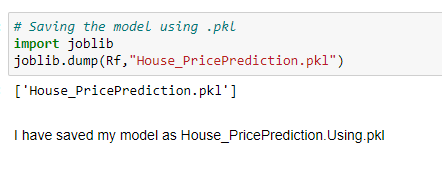 # Saving the model using .pkl
import joblib
joblib.dump(Rf,"House_PricePrediction.pkl")
['House_PricePrediction.pkl']
I have saved my model as House_PricePrediction.Using.pkl